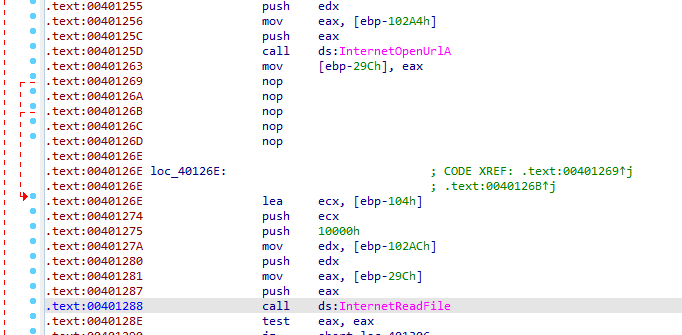 .text:00401255 push edx
.text:00401256 mov eax, [ebp-102A4h]
.text:0040125C push eax
.text:0040125D call ds:InternetOpenUrlA
.text:00401263 mov [ebp-29Ch], eax
.text:00401269 nop
.text:0040126A nop
.text:0040126B nop
.text:0040126C nop
.text:0040126D nop
.text:0040126E
.text:0040126E loc_40126E: ; CODE XREF: .text:00401269↑j
.text:0040126E ; .text:0040126B↑j
.text:0040126E lea ecx, [ebp-104h]
.text:00401274 push ecx
.text:00401275 push 10000h
.text:0040127A mov edx, [ebp-102ACh]
.text:00401280 push edx
.text:00401281 mov eax, [ebp-29Ch]
.text:00401287 push eax
.text:00401288 call ds:InternetReadFile
.text:0040128E test eax, eax